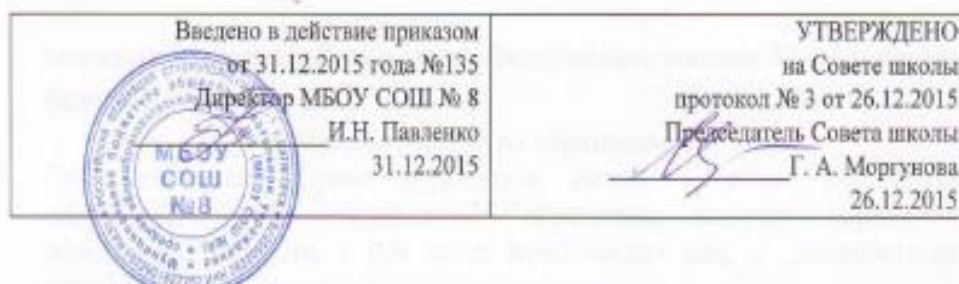 Введено в действие приказом
от 31.12.2015 года №135
Директор МБОУ СОШ № 8
И.Н. Павленко
31.12.2015
МБОУ
СОШ
№8
УТВЕРЖДЕНО
на Совете школы
протокол № 3 от 26.12.2015
Председатель Совета школы
Г. А. Моргунова
26.12.2015